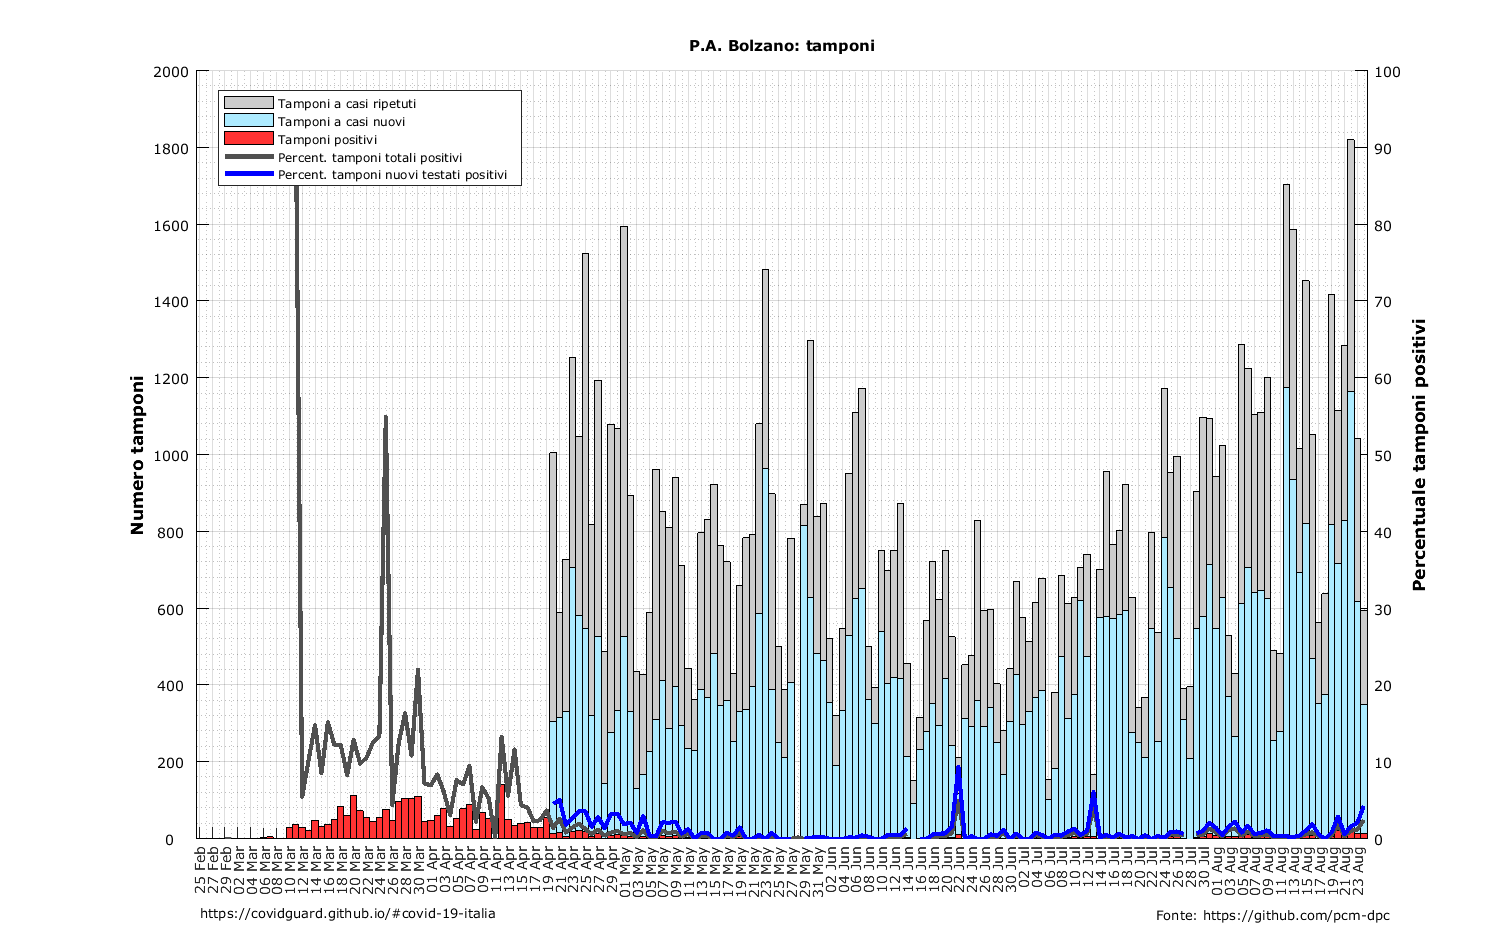 P.A. Bolzano: tamponi
Tamponi a casi ripetuti
Tamponi a casi nuovi
Tamponi positivi
Percent. tamponi totali positivi
Percent. tamponi nuovi testati positivi
Numero tamponi
2000
1800
1600
1400
1200
1000
800
600
400
200
0
Percentuale tamponi positivi
100
90
80
70
60
50
40
30
20
10
0
25 Feb
27 Feb
29 Feb
02 Mar
04 Mar
06 Mar
08 Mar
10 Mar
12 Mar
14 Mar
16 Mar
18 Mar
20 Mar
22 Mar
24 Mar
26 Mar
28 Mar
30 Mar
01 Apr
03 Apr
05 Apr
07 Apr
09 Apr
11 Apr
13 Apr
15 Apr
17 Apr
19 Apr
21 Apr
23 Apr
25 Apr
27 Apr
29 Apr
01 May
03 May
05 May
07 May
09 May
11 May
13 May
15 May
17 May
19 May
21 May
23 May
25 May
27 May
29 May
31 May
02 Jun
04 Jun
06 Jun
08 Jun
10 Jun
12 Jun
14 Jun
16 Jun
18 Jun
20 Jun
22 Jun
24 Jun
26 Jun
28 Jun
30 Jun
02 Jul
04 Jul
06 Jul
08 Jul
10 Jul
12 Jul
14 Jul
16 Jul
18 Jul
20 Jul
22 Jul
24 Jul
26 Jul
28 Jul
30 Jul
01 Aug
03 Aug
05 Aug
07 Aug
09 Aug
11 Aug
13 Aug
15 Aug
17 Aug
19 Aug
21 Aug
23 Aug
https://covidguard.github.io/#covid-19-italia
Fonte: https://github.com/pcm-dpc